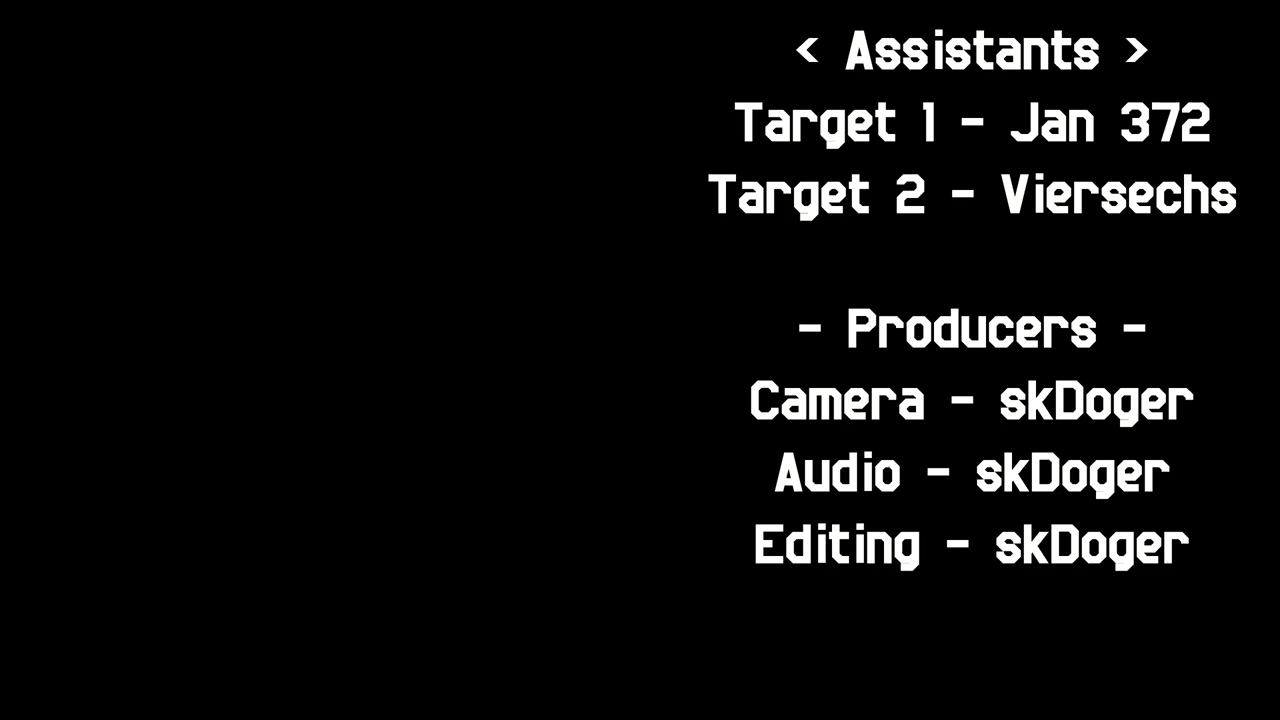 < Assistants >
Target 1 - Jan 372
Target 2 - Viersechs
- Producers -
Camera - skDoger
Audio - skDoger
Editing - skDoger